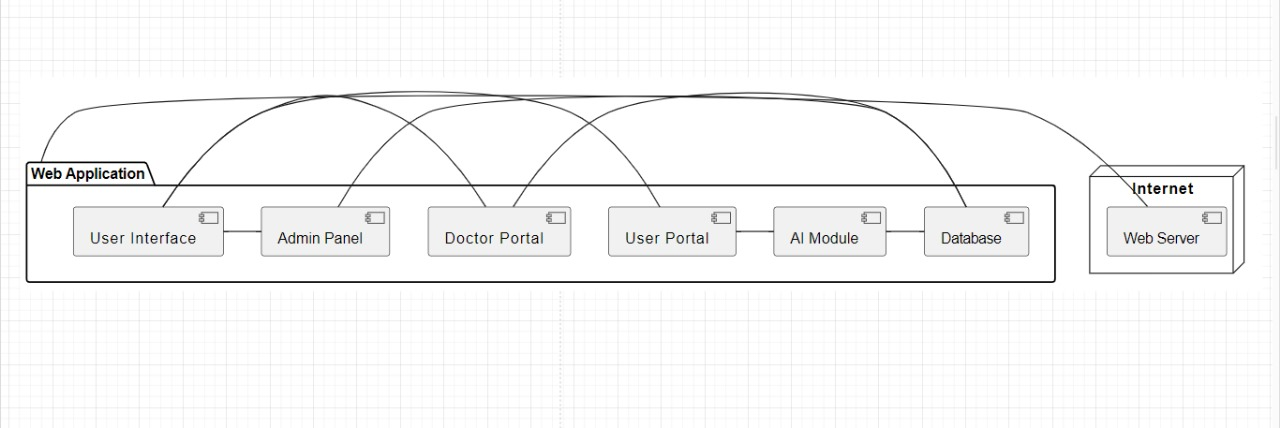 Web Application
Internet
User Interface
Admin Panel
Doctor Portal
User Portal
AI Module
Database
Web Server